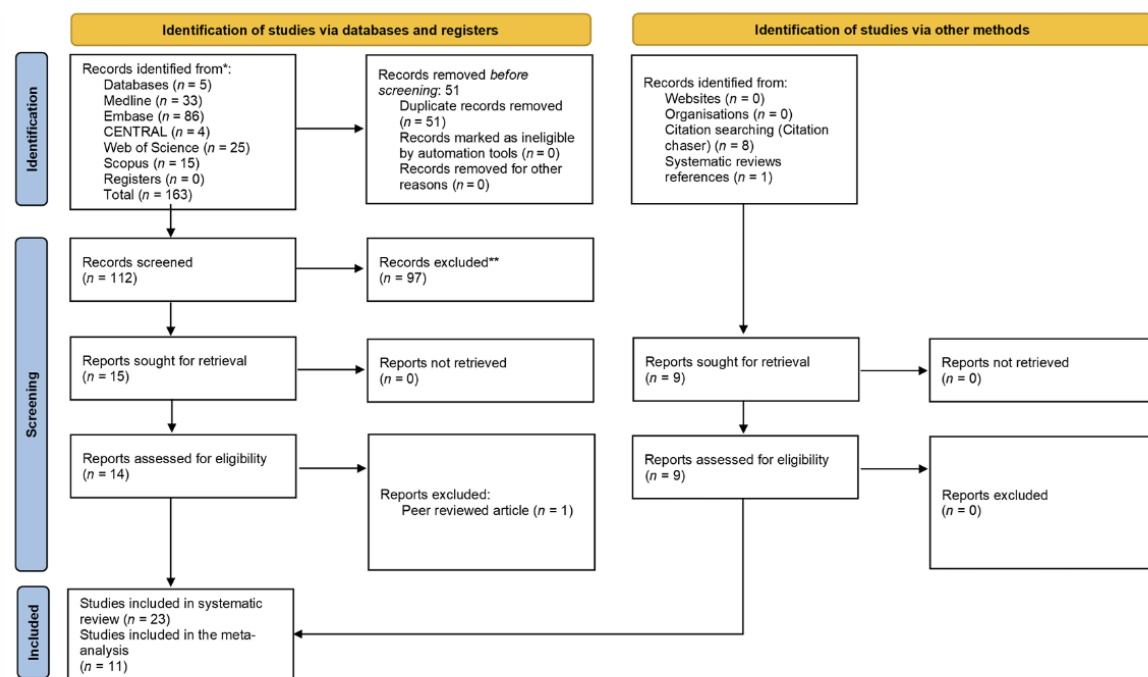 Identification of studies via databases and registers
Identification of studies via other methods
Identification
Records identified from*:
Databases (n = 5)
Medline (n = 33)
Embase (n = 86)
CENTRAL (n = 4)
Web of Science (n = 25)
Scopus (n = 15)
Registers (n = 0)
Total (n = 163)
Records removed before
screening: 51
Duplicate records removed
(n = 51)
Records marked as ineligible
by automation tools (n = 0)
Records removed for other
reasons (n = 0)
Records identified from:
Websites (n = 0)
Organisations (n = 0)
Citation searching (Citation
chaser) (n = 8)
Systematic reviews
references (n = 1)
Screening
Records screened
(n = 112)
Records excluded**
(n = 97)
Reports sought for retrieval
(n = 15)
Reports not retrieved
(n = 0)
Reports sought for retrieval
(n = 9)
Reports not retrieved
(n = 0)
Reports assessed for eligibility
(n = 14)
Reports excluded:
Peer reviewed article (n = 1)
Reports assessed for eligibility
(n = 9)
Reports excluded
(n = 0)
Included
Studies included in systematic
review (n = 23)
Studies included in the meta-
analysis
(n = 11)